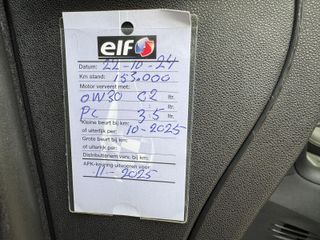 elf
Datum: 22-10-24
Km stand: 153.000
Motor ververst met:
0W30 C2 ltr.
PC 3.5 ltr.
Kleine beurt bij km:
of uiterlijk per: 10-2025
Grote beurt bij km:
of uiterlijk per:
Distributieriem verv. bij km:
APK-keuring uitvoeren vóór:
11-2025